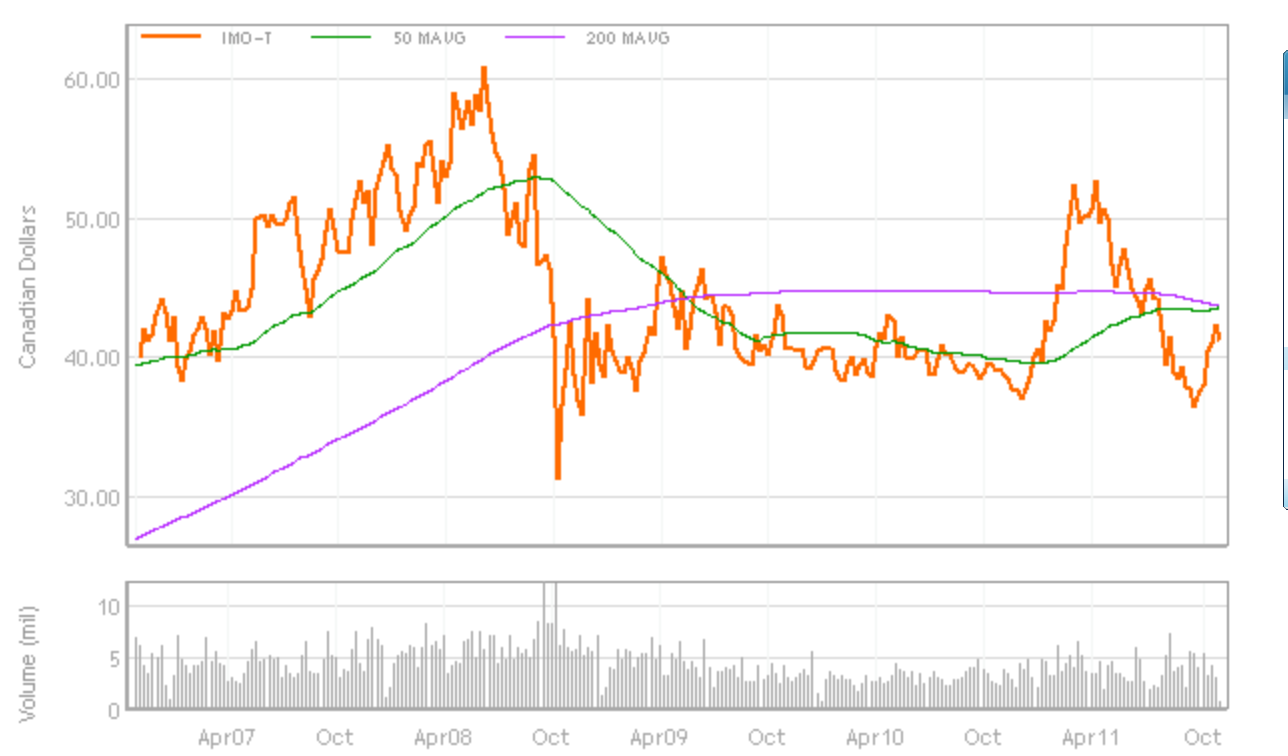 IMO-T 50 MAVG 200 MAVG
60.00
50.00
40.00
30.00
Canadian Dollars
10
5
0
Volume (mil)
Apr07 Oct Apr08 Oct Apr09 Oct Apr10 Oct Apr11 Oct